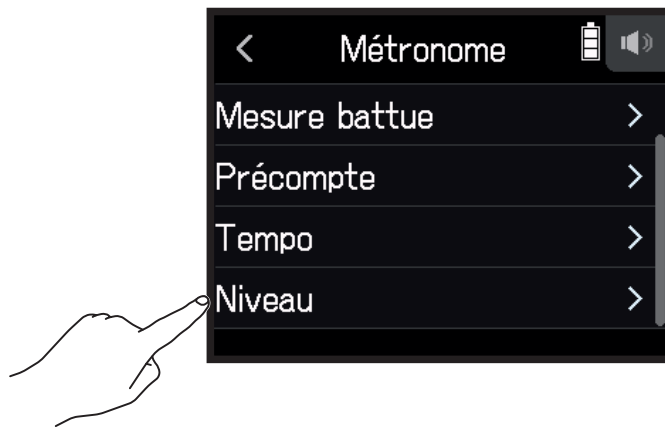 Métronome
Mesure battue
Précompte
Tempo
Niveau